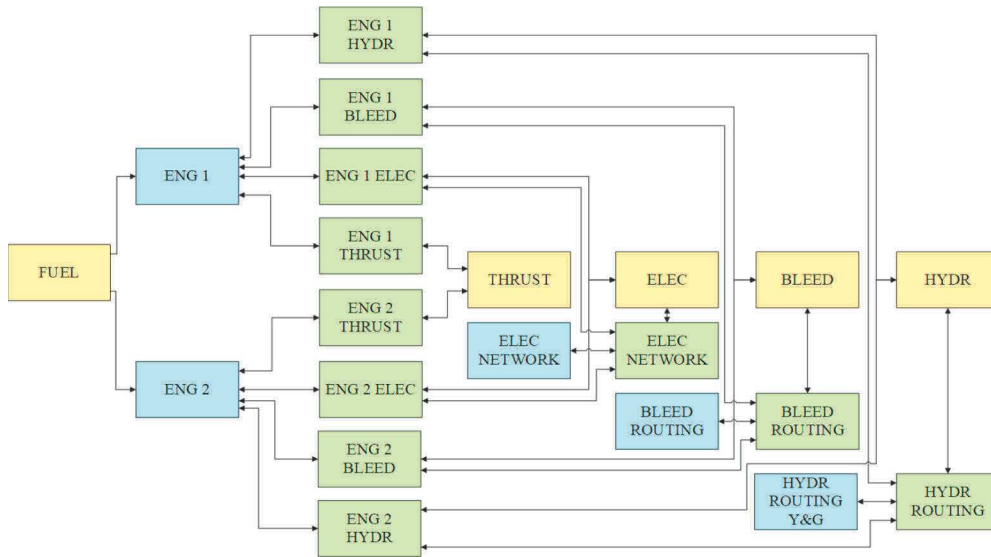 ENG 1
HYDR
ENG 1
BLEED
ENG 1
ENG 1 ELEC
ENG 1
THRUST
FUEL
THRUST
ELEC
BLEED
HYDR
ENG 2
THRUST
ELEC
NETWORK
ELEC
NETWORK
ENG 2
ENG 2 ELEC
BLEED
ROUTING
BLEED
ROUTING
ENG 2
BLEED
HYDR
ROUTING
Y&G
HYDR
ROUTING
ENG 2
HYDR